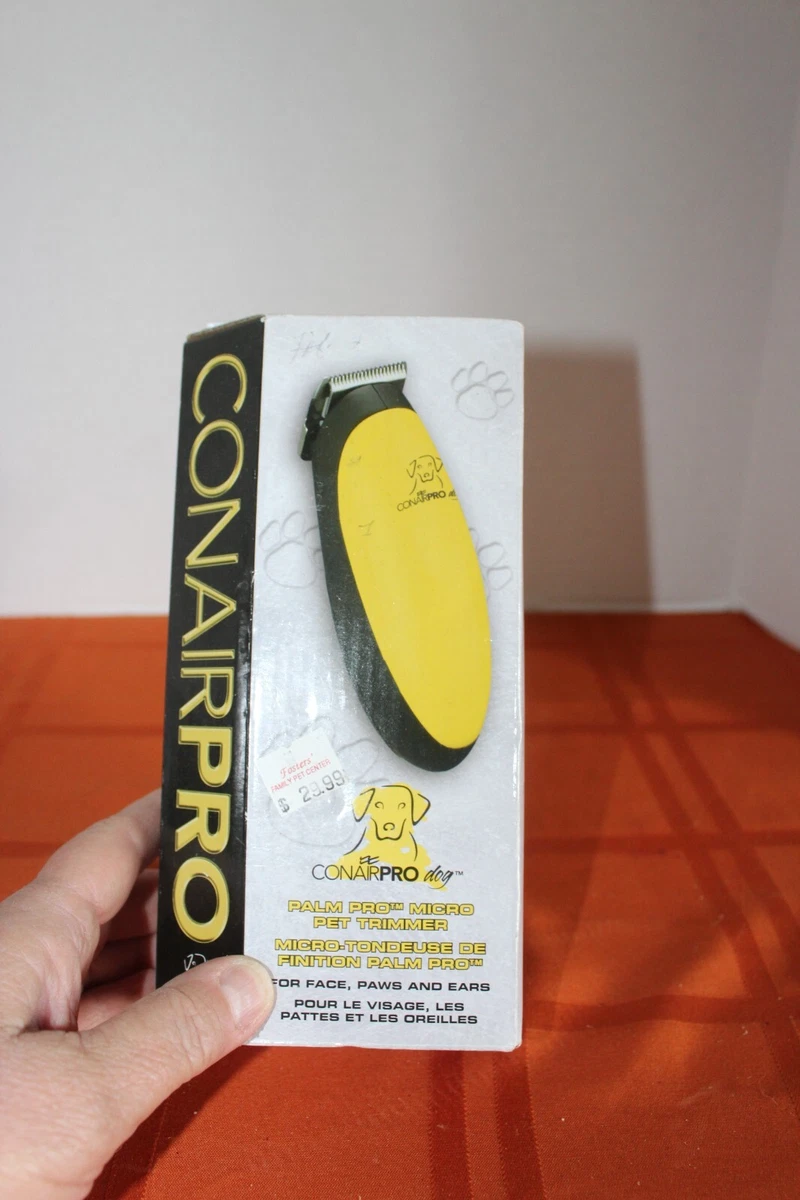 CONAIRPRO
CONAIRPRO
Fosters'
FAMILY PET CENTER
$ 29.99
CONAIRPRO dog™
PALM PRO™ MICRO
PET TRIMMER
MICRO-TONDEUSE DE
FINITION PALM PRO™
FOR FACE, PAWS AND EARS
POUR LE VISAGE, LES
PATTES ET LES OREILLES